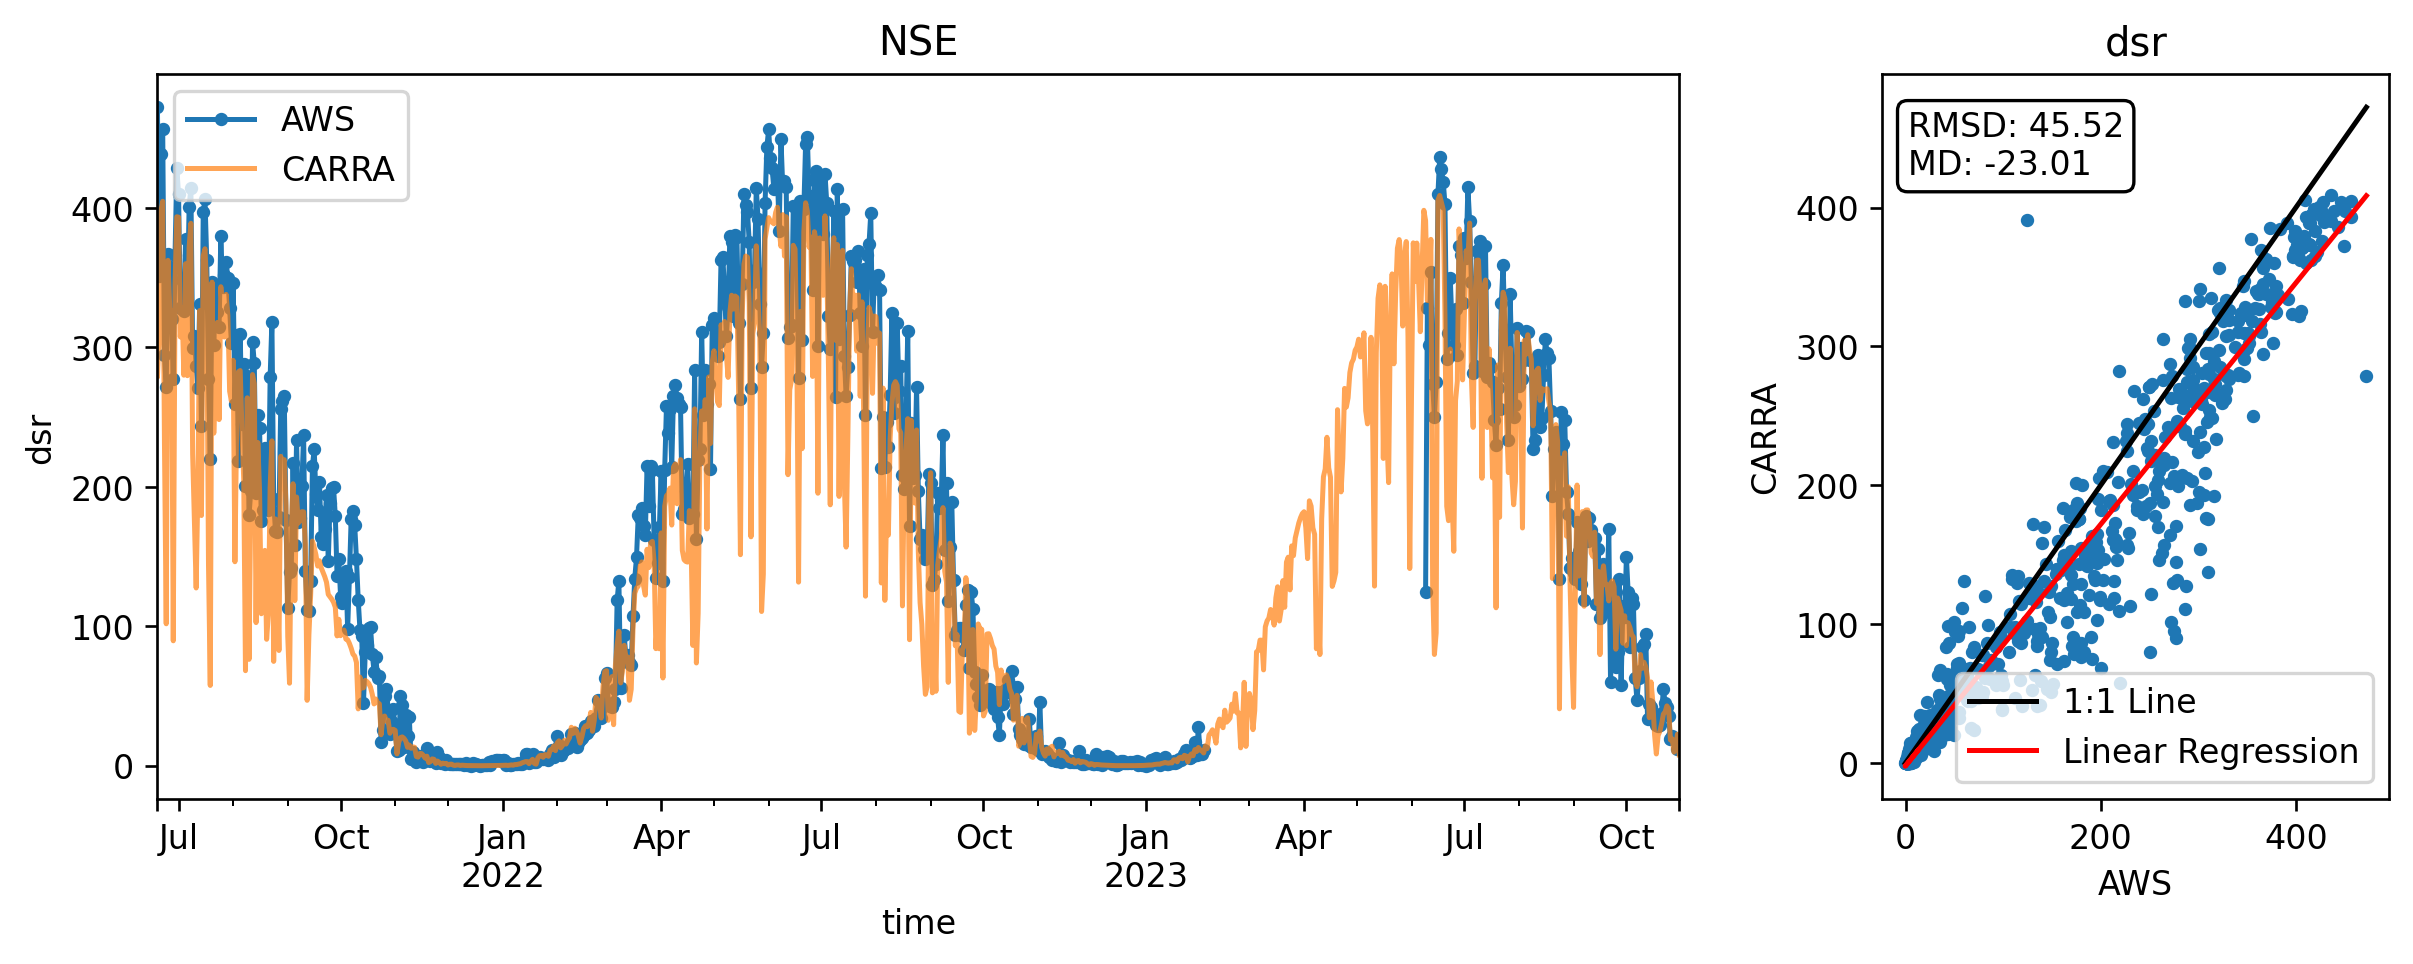 NSE
AWS
CARRA
dsr
400
300
200
100
0
Jul
Oct
Jan
2022
Apr
Jul
Oct
Jan
2023
Apr
Jul
Oct
time
dsr
RMSD: 45.52
MD: -23.01
CARRA
400
300
200
100
0
1:1 Line
Linear Regression
0
200
400
AWS